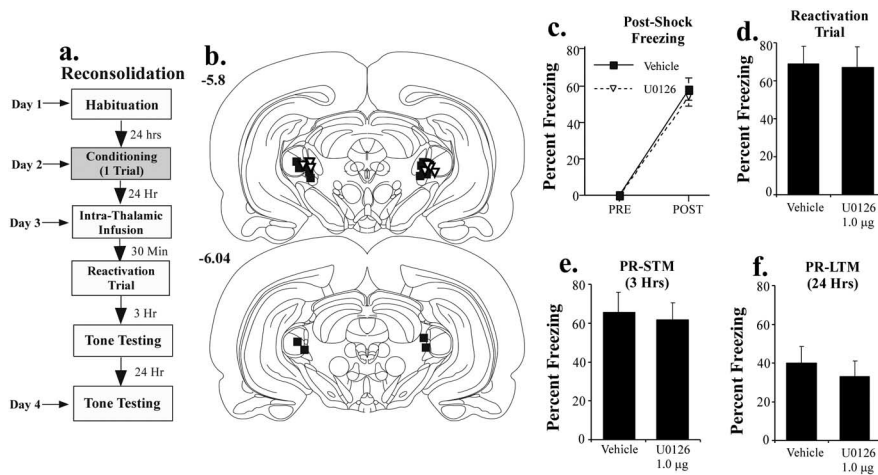 a.
Reconsolidation
Day 1
Habituation
24 hrs
Day 2
Conditioning
(1 Trial)
24 Hr
Day 3
Intra-Thalamic
Infusion
30 Min
Reactivation
Trial
3 Hr
Tone Testing
24 Hr
Day 4
Tone Testing
b.
-5.8
-6.04
c.
Post-Shock
Freezing
Percent Freezing
80
60
40
20
0
Vehicle
U0126
PRE
POST
d.
Reactivation
Trial
Percent Freezing
80
60
40
20
0
Vehicle
U0126
1.0 µg
e.
PR-STM
(3 Hrs)
Percent Freezing
80
60
40
20
0
Vehicle
U0126
1.0 µg
f.
PR-LTM
(24 Hrs)
Percent Freezing
80
60
40
20
0
Vehicle
U0126
1.0 µg